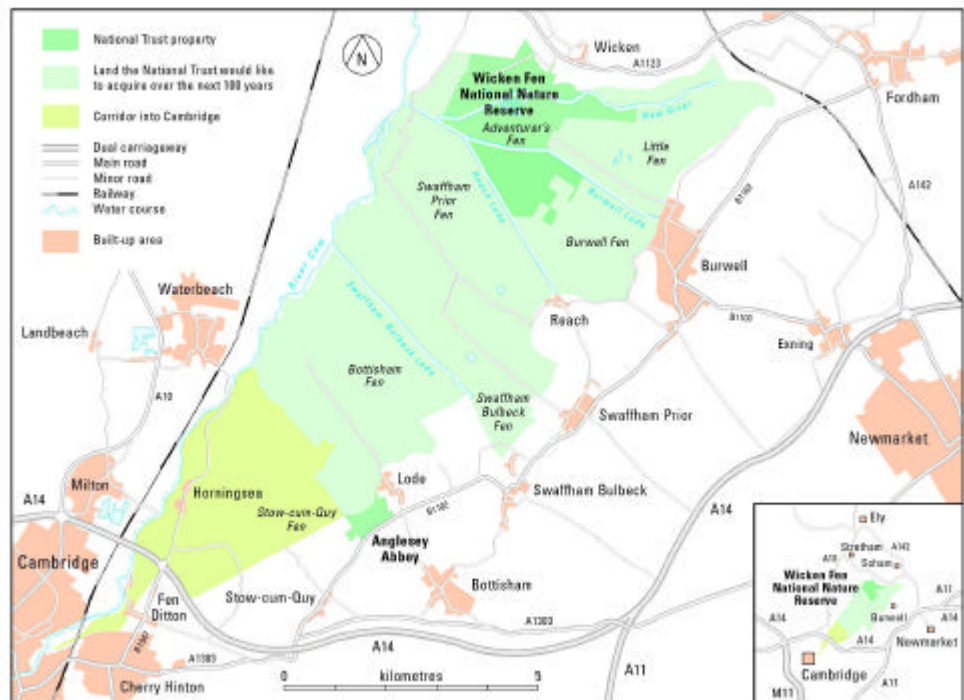 National Trust property
Land the National Trust would like
to acquire over the next 100 years
Corridor into Cambridge
Dual carriageway
Main road
Minor road
Railway
Water course
Built-up area
N
Wicken
A1123
Wicken Fen
National Nature
Reserve
Adventurer's
Fen
New River
Little
Fen
Fordham
A142
Swaffham
Prior
Fen
Reach Lode
Burwell Lode
B1102
Burwell Fen
Burwell
River Cam
Waterbeach
Landbeach
Swaffham Bulbeck Lode
Reach
B1103
Exning
Bottisham
Fen
A10
Swaffham
Bulbeck
Fen
Swaffham Prior
Newmarket
Milton
A14
Horningsea
Lode
Stow-cum-Quy
Fen
B1102
Swaffham Bulbeck
A14
Anglesey
Abbey
Cambridge
Bottisham
Fen
Ditton
Stow-cum-Quy
B1047
A1303
A14
A1303
Cherry Hinton
0
kilometres
5
A11
Ely
Stretham
A142
A10
Soham
Wicken Fen
National Nature
Reserve
A11
Burwell
A14
A14
A14
Newmarket
Cambridge
M11
A11